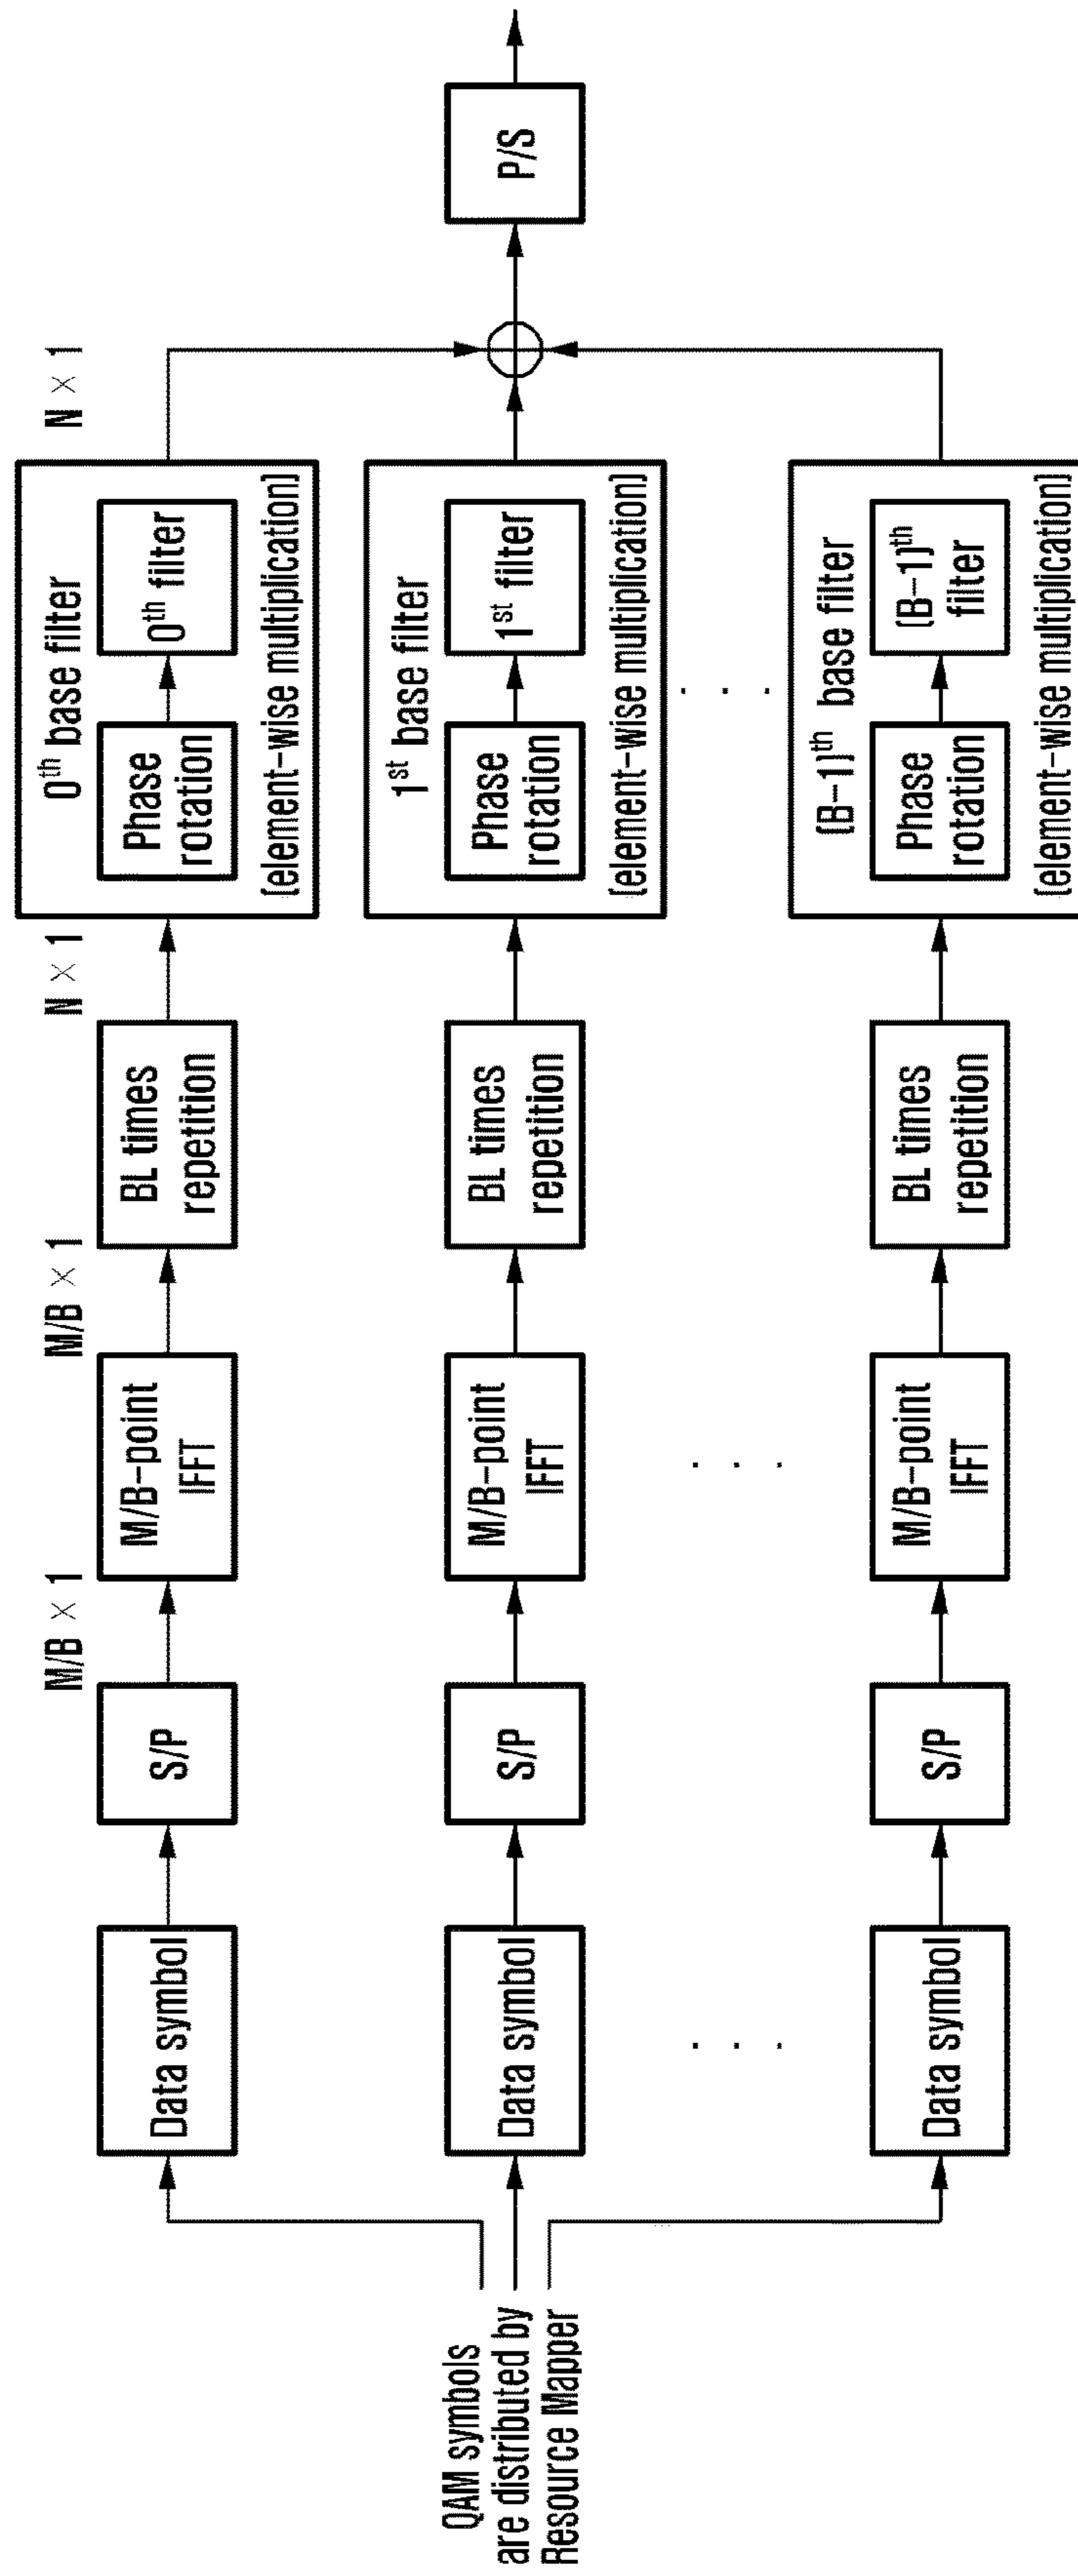 QAM symbols
are distributed by
Resource Mapper
Data symbol
S/P
M/B × 1
M/B-point
IFFT
M/B × 1
BL times
repetition
N × 1
0th base filter
Phase
rotation
0th filter
(element-wise multiplication)
N × 1
Data symbol
S/P
M/B-point
IFFT
BL times
repetition
1st base filter
Phase
rotation
1st filter
(element-wise multiplication)
P/S
. . .
. . .
. . .
Data symbol
S/P
M/B-point
IFFT
BL times
repetition
(B-1)th base filter
Phase
rotation
(B-1)th
filter
(element-wise multiplication)